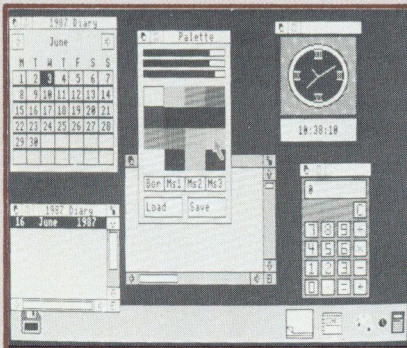 1987 Diary
June
M T W T F S S
1 2 3 4 5 6 7
8 9 10 11 12 13 14
15 16 17 18 19 20 21
22 23 24 25 26 27 28
29 30
1987 Diary
16 June 1987
Palette
Bor Ms1 Ms2 Ms3
Load Save
10:38:10
0
C
7 8 9 ÷
4 5 6 ×
1 2 3 -
0 . = +